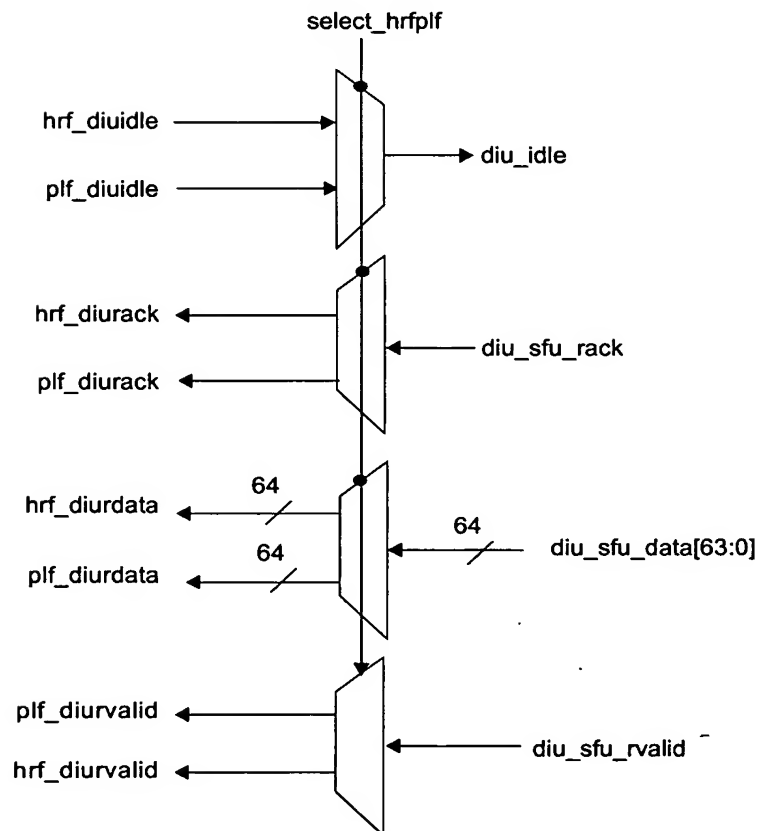 select_hrfplf
hrf_diuidle
diu_idle
plf_diuidle
hrf_diurack
diu_sfu_rack
plf_diurack
64
hrf_diurdata
64
64
diu_sfu_data[63:0]
plf_diurdata
plf_diurvalid
diu_sfu_rvalid
hrf_diurvalid